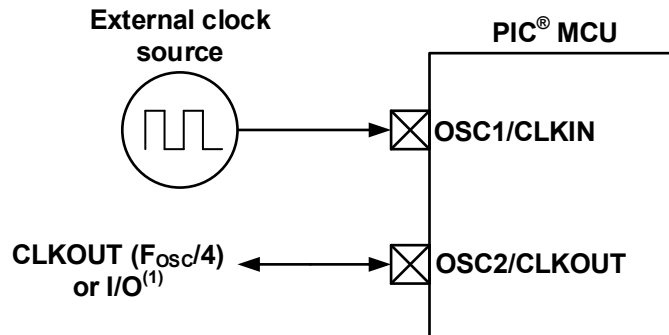 External clock
source
PIC® MCU
OSC1/CLKIN
CLKOUT (FOSC/4)
or I/O(1)
OSC2/CLKOUT